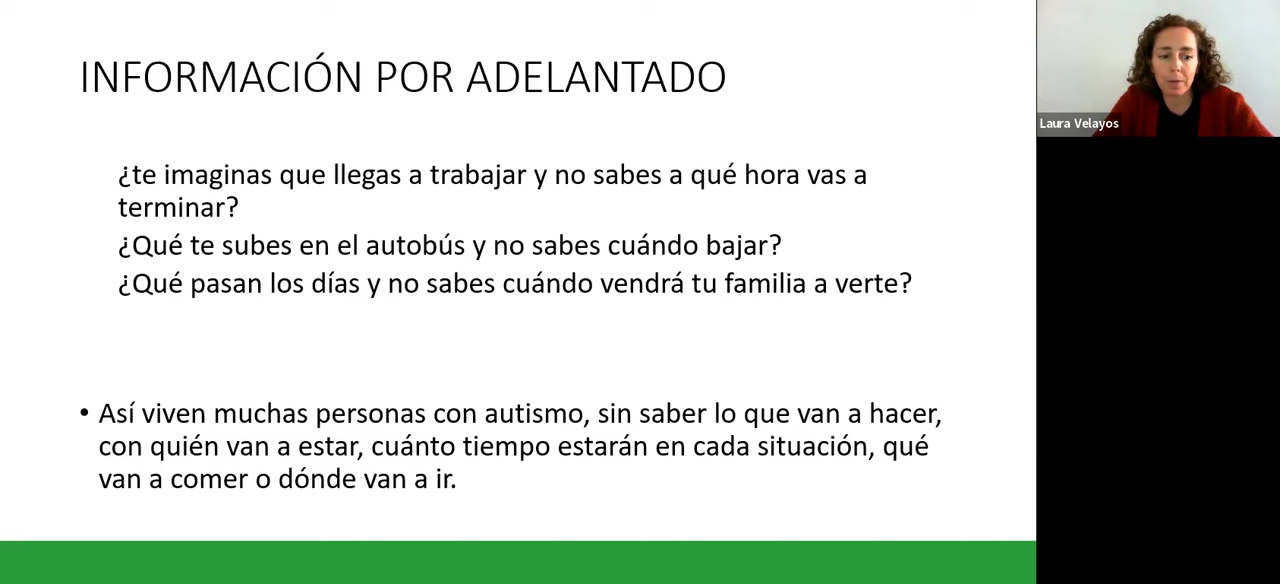 INFORMACIÓN POR ADELANTADO
¿te imaginas que llegas a trabajar y no sabes a qué hora vas a
terminar?
¿Qué te subes en el autobús y no sabes cuándo bajar?
¿Qué pasan los días y no sabes cuándo vendrá tu familia a verte?
• Así viven muchas personas con autismo, sin saber lo que van a hacer,
con quién van a estar, cuánto tiempo estarán en cada situación, qué
van a comer o dónde van a ir.
Laura Velayos